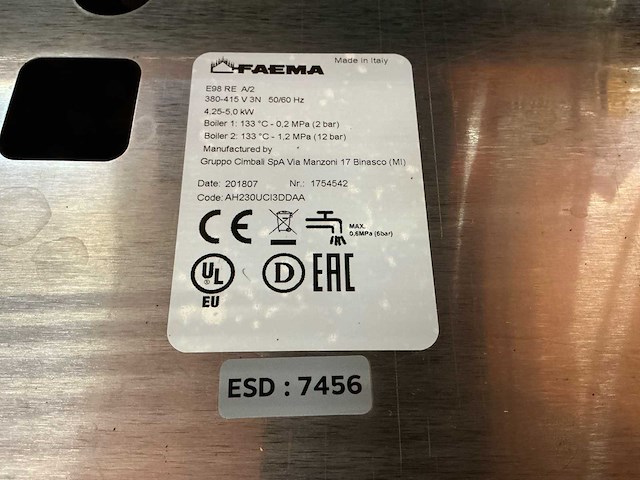 FAEMA Made in Italy
E98 RE A/2
380-415 V 3N 50/60 Hz
4,25-5,0 kW
Boiler 1: 133 °C - 0,2 MPa (2 bar)
Boiler 2: 133 °C - 1,2 MPa (12 bar)
Manufactured by
Gruppo Cimbali SpA Via Manzoni 17 Binasco (MI)
Date: 201807 Nr.: 1754542
Code: AH230UCI3DDAA
CE
MAX.
0,6MPa (6bar)
UL ® D EAC
EU
ESD : 7456